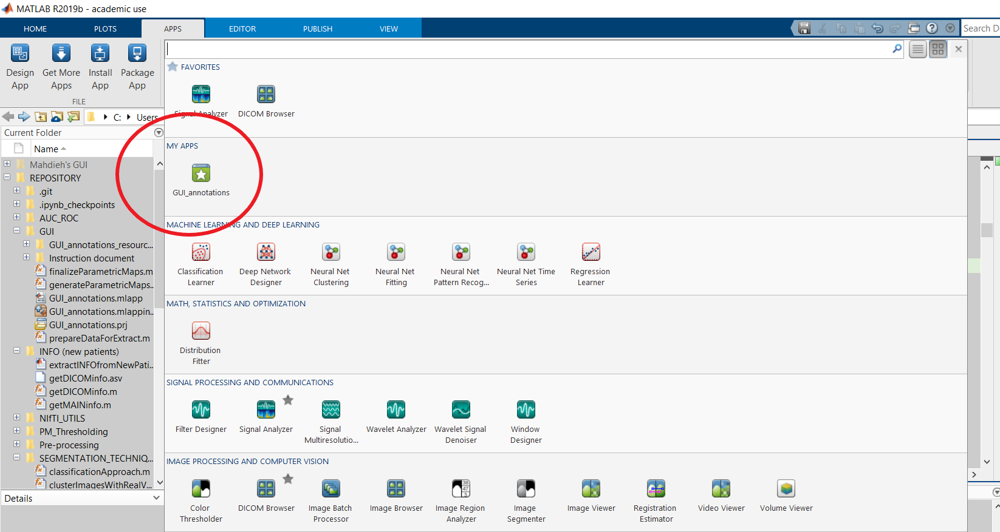 MATLAB R2019b - academic use
HOME PLOTS APPS EDITOR PUBLISH VIEW
Search D
Design App
Get More Apps
Install App
Package App
FILE
C: Users
Current Folder
Name
Mahdieh's GUI
REPOSITORY
.git
.ipynb_checkpoints
AUC_ROC
GUI
GUI_annotations_resourc...
Instruction document
finalizeParametricMaps.m
generateParametricMaps..
GUI_annotations.mlapp
GUI_annotations.mlappin..
GUI_annotations.prj
prepareDataForExtract.m
INFO (new patients)
extractINFOfromNewPati..
getDICOMinfo.asv
getDICOMinfo.m
getMAINinfo.m
NIfTI_UTILS
PM_Thresholding
Pre-processing
SEGMENTATION_TECHNIQ...
classificationApproach.m
clusterImagesWithRealV...
Details
FAVORITES
Signal Analyzer
DICOM Browser
MY APPS
GUI_annotations
MACHINE LEARNING AND DEEP LEARNING
Classification Learner
Deep Network Designer
Neural Net Clustering
Neural Net Fitting
Neural Net Pattern Recog...
Neural Net Time Series
Regression Learner
MATH, STATISTICS AND OPTIMIZATION
Distribution Fitter
SIGNAL PROCESSING AND COMMUNICATIONS
Filter Designer
Signal Analyzer
Signal Multiresolutio...
Wavelet Analyzer
Wavelet Signal Denoiser
Window Designer
IMAGE PROCESSING AND COMPUTER VISION
Color Thresholder
DICOM Browser
Image Batch Processor
Image Browser
Image Region Analyzer
Image Segmenter
Image Viewer
Registration Estimator
Video Viewer
Volume Viewer